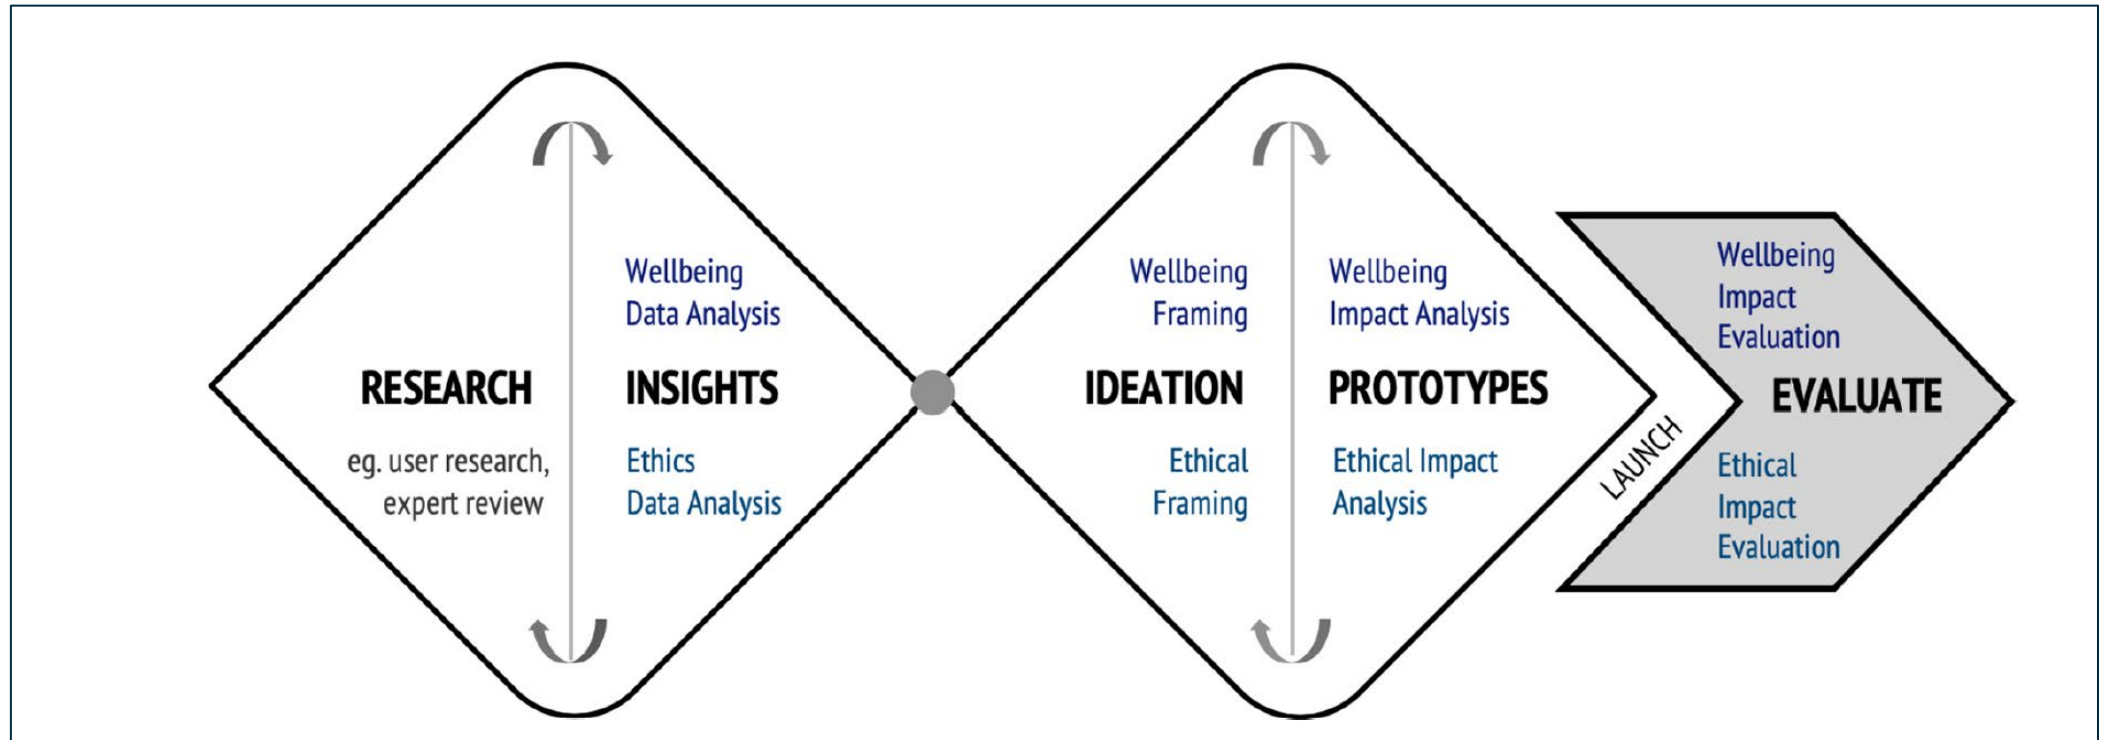 RESEARCH
eg. user research,
expert review
Wellbeing
Data Analysis
INSIGHTS
Ethics
Data Analysis
Wellbeing
Framing
IDEATION
Ethical
Framing
Wellbeing
Impact Analysis
PROTOTYPES
Ethical Impact
Analysis
LAUNCH
Wellbeing
Impact
Evaluation
EVALUATE
Ethical
Impact
Evaluation